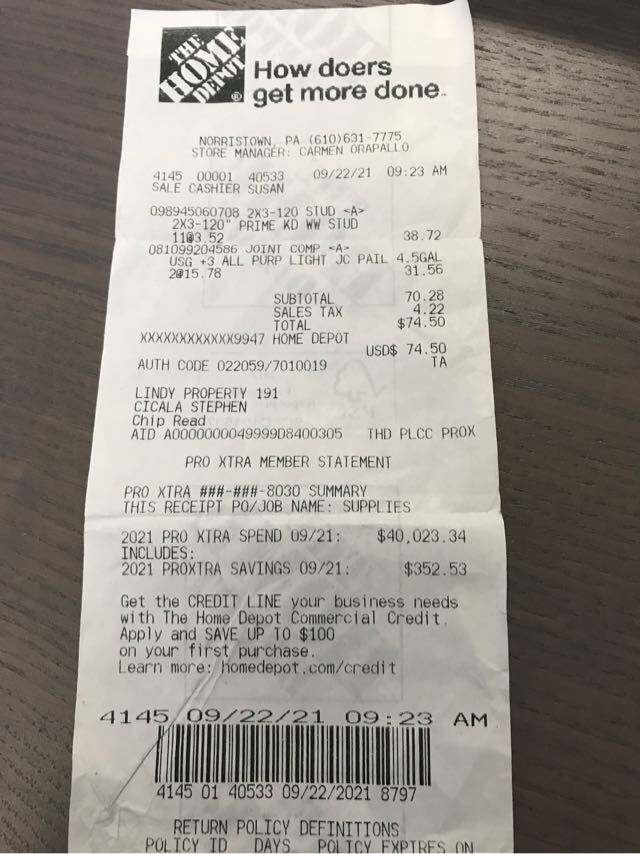 THE
HOME
DEPOT
®
How doers
get more done™
NORRISTOWN, PA (610)631-7775
STORE MANAGER: CARMEN ORAPALLO
4145 00001 40533 09/22/21 09:23 AM
SALE CASHIER SUSAN
098945060708 2X3-120 STUD <A>
2X3-120" PRIME KD WW STUD
11@3.52 38.72
081099204586 JOINT COMP <A>
USG +3 ALL PURP LIGHT JC PAIL 4.5GAL
2@15.78 31.56
SUBTOTAL 70.28
SALES TAX 4.22
TOTAL $74.50
XXXXXXXXXXXX9947 HOME DEPOT
USD$ 74.50
AUTH CODE 022059/7010019 TA
LINDY PROPERTY 191
CICALA STEPHEN
Chip Read
AID A0000000049999D8400305 THD PLCC PROX
PRO XTRA MEMBER STATEMENT
PRO XTRA ###-###-8030 SUMMARY
THIS RECEIPT PO/JOB NAME: SUPPLIES
2021 PRO XTRA SPEND 09/21: $40,023.34
INCLUDES:
2021 PROXTRA SAVINGS 09/21: $352.53
Get the CREDIT LINE your business needs
with The Home Depot Commercial Credit.
Apply and SAVE UP TO $100
on your first purchase.
Learn more: homedepot.com/credit
4145 09/22/21 09:23 AM
4145 01 40533 09/22/2021 8797
RETURN POLICY DEFINITIONS
POLICY ID DAYS POLICY EXPIRES ON